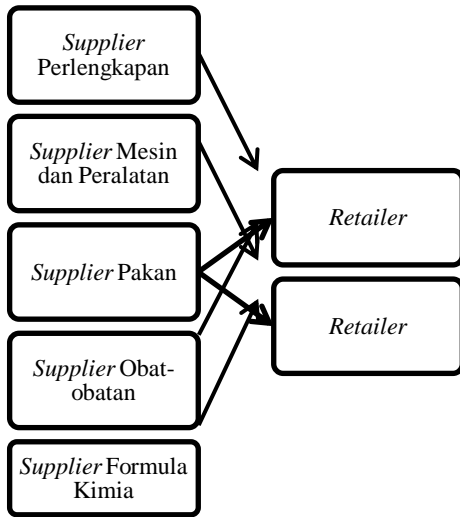 Supplier
Perlengkapan
Supplier Mesin
dan Peralatan
Supplier Pakan
Supplier Obat-
obatan
Supplier Formula
Kimia
Retailer
Retailer